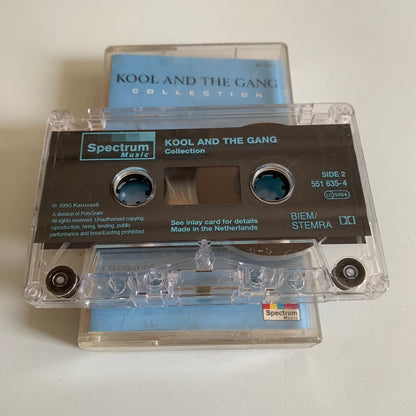 KOOL AND THE GANG
COLLECTION
Spectrum
Music
KOOL AND THE GANG
Collection
SIDE 2
551 635-4
LC 5064
℗ 1995 Karussell
A division of PolyGram
All rights reserved. Unauthorised copying,
reproduction, hiring, lending, public
performance and broadcasting prohibited.
See inlay card for details
Made in the Netherlands
BIEM/
STEMRA
Spectrum
Music